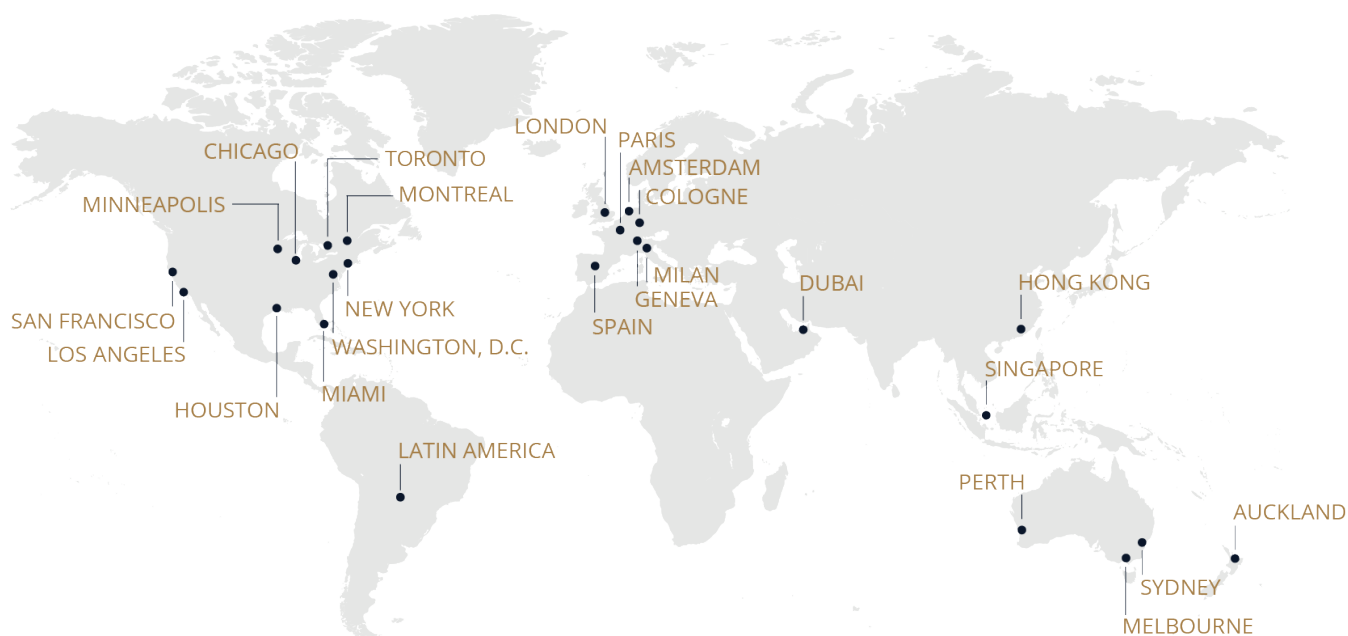 LONDON
PARIS
CHICAGO
TORONTO
AMSTERDAM
MONTREAL
COLOGNE
MINNEAPOLIS
MILAN
DUBAI
HONG KONG
GENEVA
NEW YORK
SAN FRANCISCO
SPAIN
WASHINGTON, D.C.
LOS ANGELES
SINGAPORE
MIAMI
HOUSTON
LATIN AMERICA
PERTH
AUCKLAND
SYDNEY
MELBOURNE